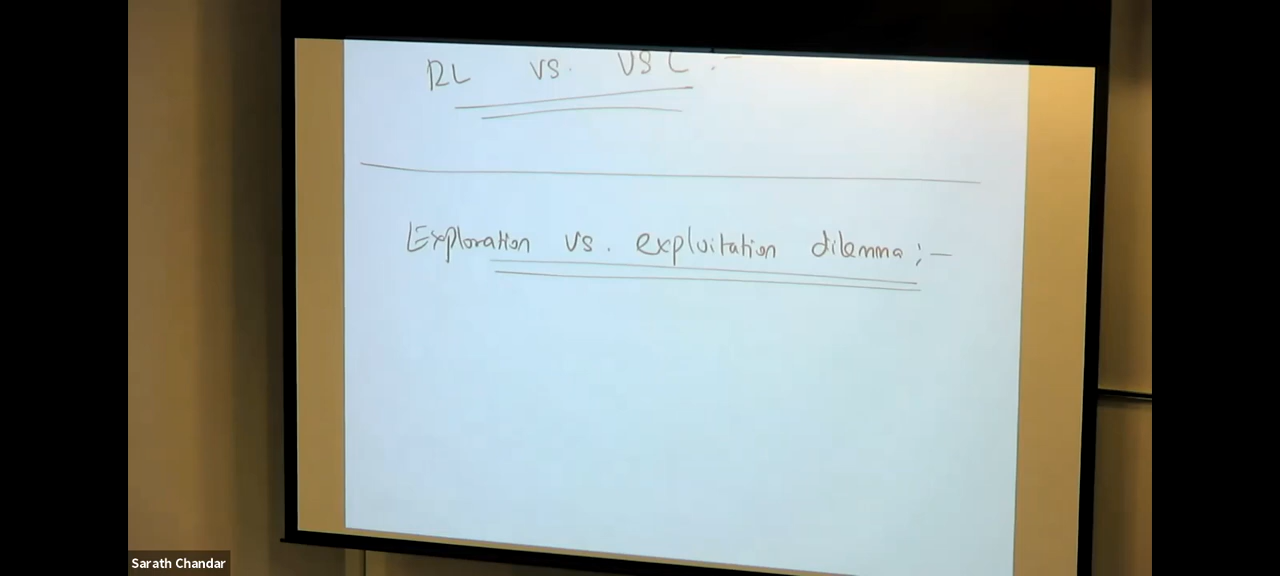 RL vs. USL :-
Exploration vs. exploitation dilemma :-
Sarath Chandar